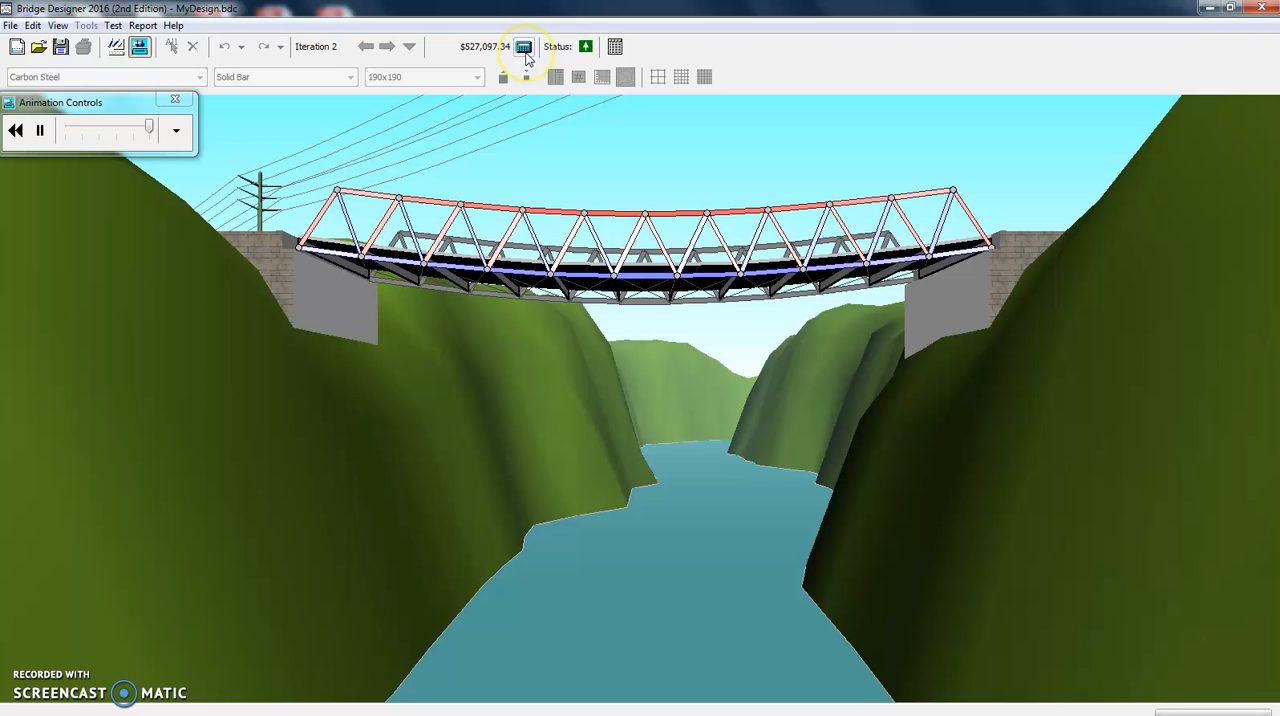 Bridge Designer 2016 (2nd Edition) - MyDesign.bdc
File Edit View Tools Test Report Help
Iteration 2 $527,097.34 Status:
Carbon Steel Solid Bar 190x190
Animation Controls
RECORDED WITH
SCREENCAST MATIC